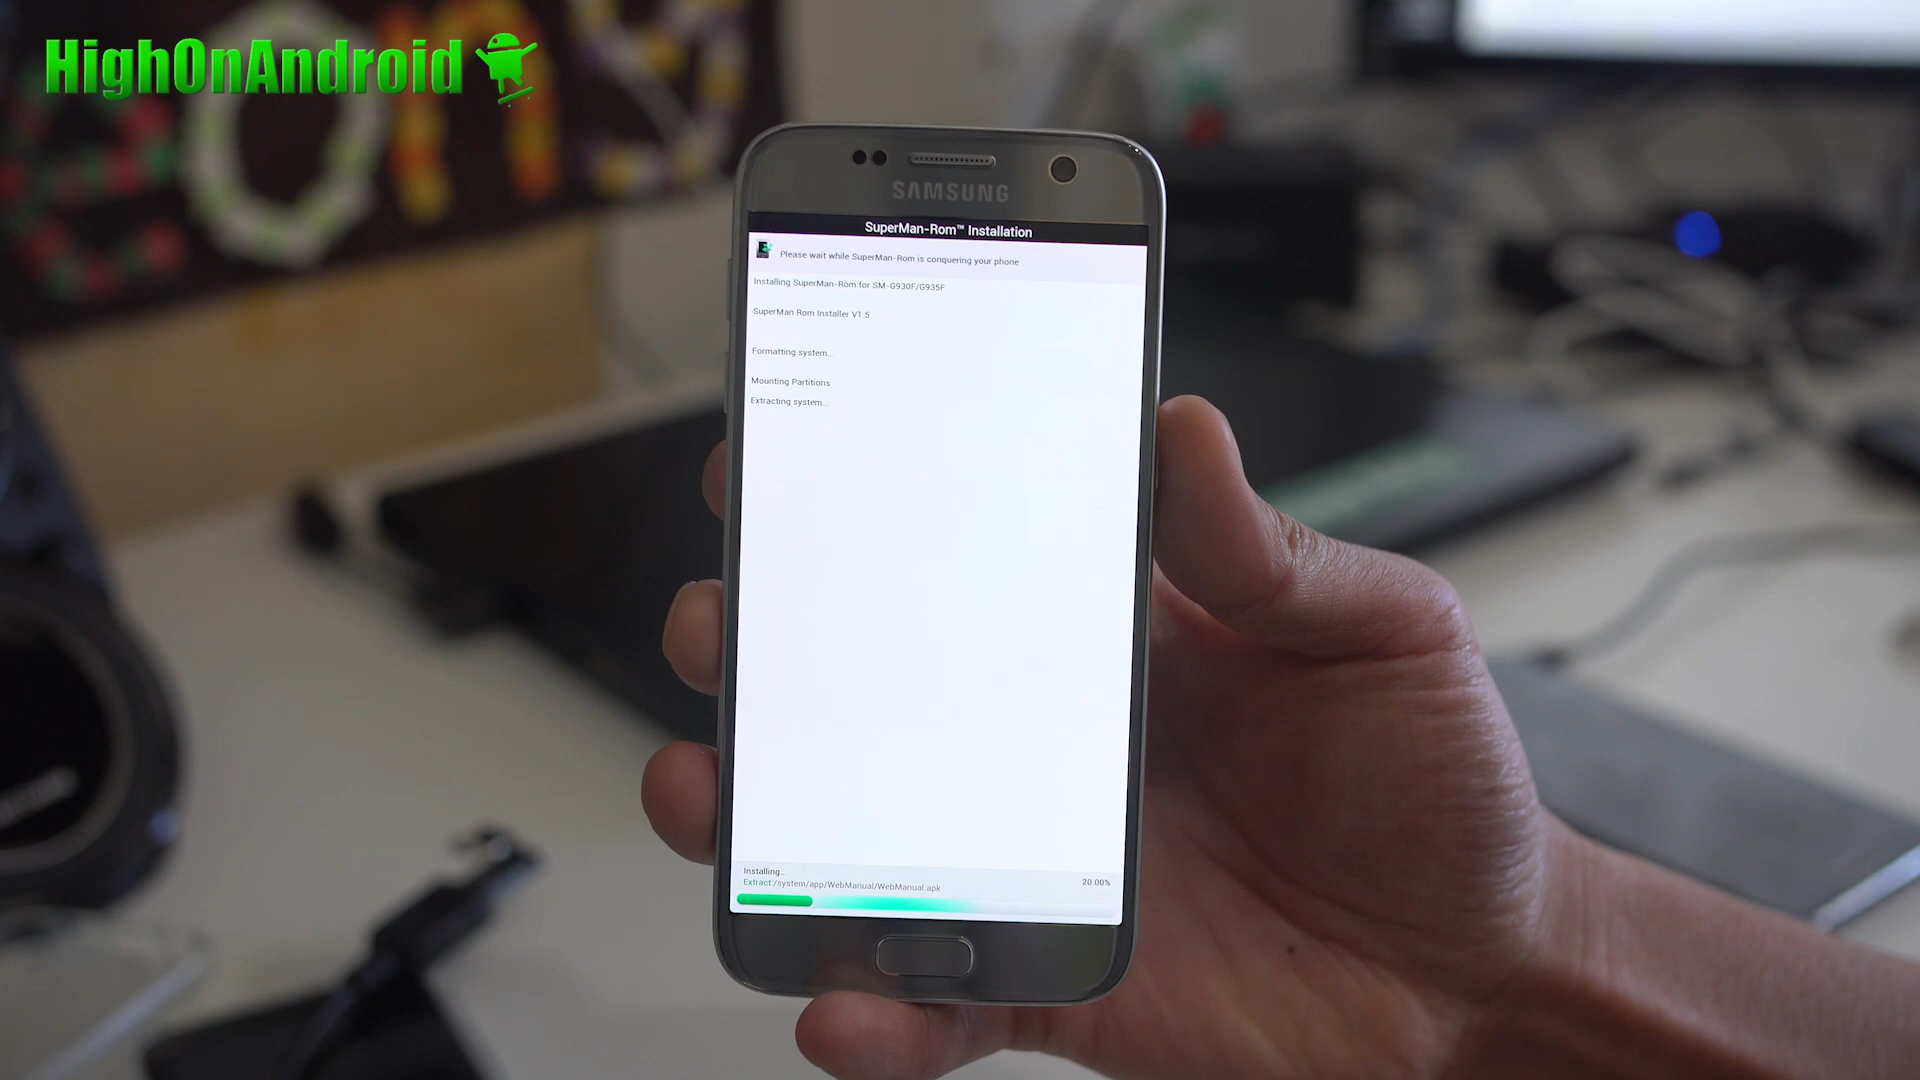 HighOnAndroid
SAMSUNG
SuperMan-Rom™ Installation
Please wait while SuperMan-Rom is conquering your phone
Installing SuperMan-Rom for SM-G930F/G935F
SuperMan Rom Installer V1.5
Formatting system...
Mounting Partitions
Extracting system...
Installing...
Extract:/system/app/WebManual/WebManual.apk
20.00%